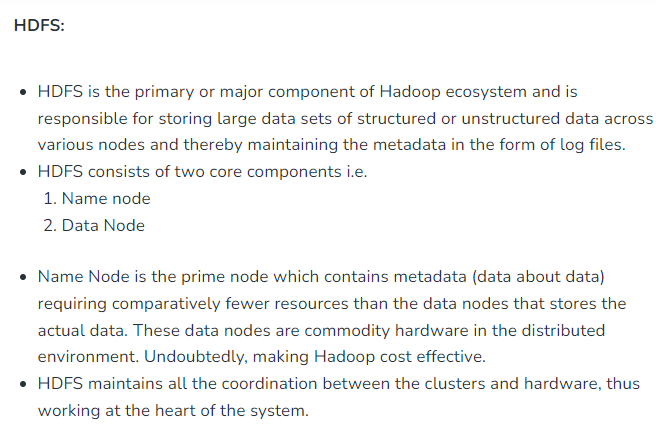 HDFS:
• HDFS is the primary or major component of Hadoop ecosystem and is
responsible for storing large data sets of structured or unstructured data across
various nodes and thereby maintaining the metadata in the form of log files.
• HDFS consists of two core components i.e.
1. Name node
2. Data Node
• Name Node is the prime node which contains metadata (data about data)
requiring comparatively fewer resources than the data nodes that stores the
actual data. These data nodes are commodity hardware in the distributed
environment. Undoubtedly, making Hadoop cost effective.
• HDFS maintains all the coordination between the clusters and hardware, thus
working at the heart of the system.